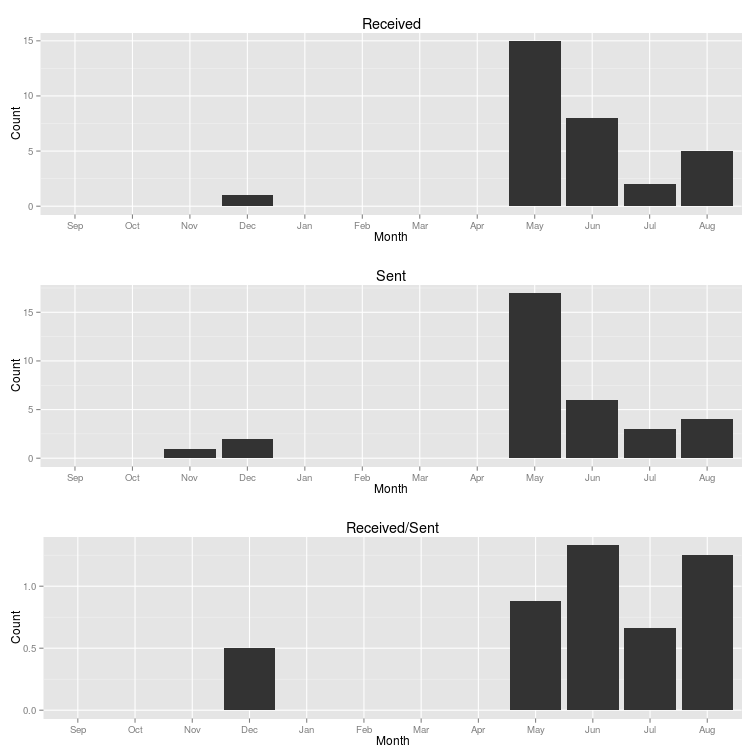 Received
15
10
5
0
Count
Sep Oct Nov Dec Jan Feb Mar Apr May Jun Jul Aug
Month
Sent
15
10
5
0
Count
Sep Oct Nov Dec Jan Feb Mar Apr May Jun Jul Aug
Month
Received/Sent
1.0
0.5
0.0
Count
Sep Oct Nov Dec Jan Feb Mar Apr May Jun Jul Aug
Month